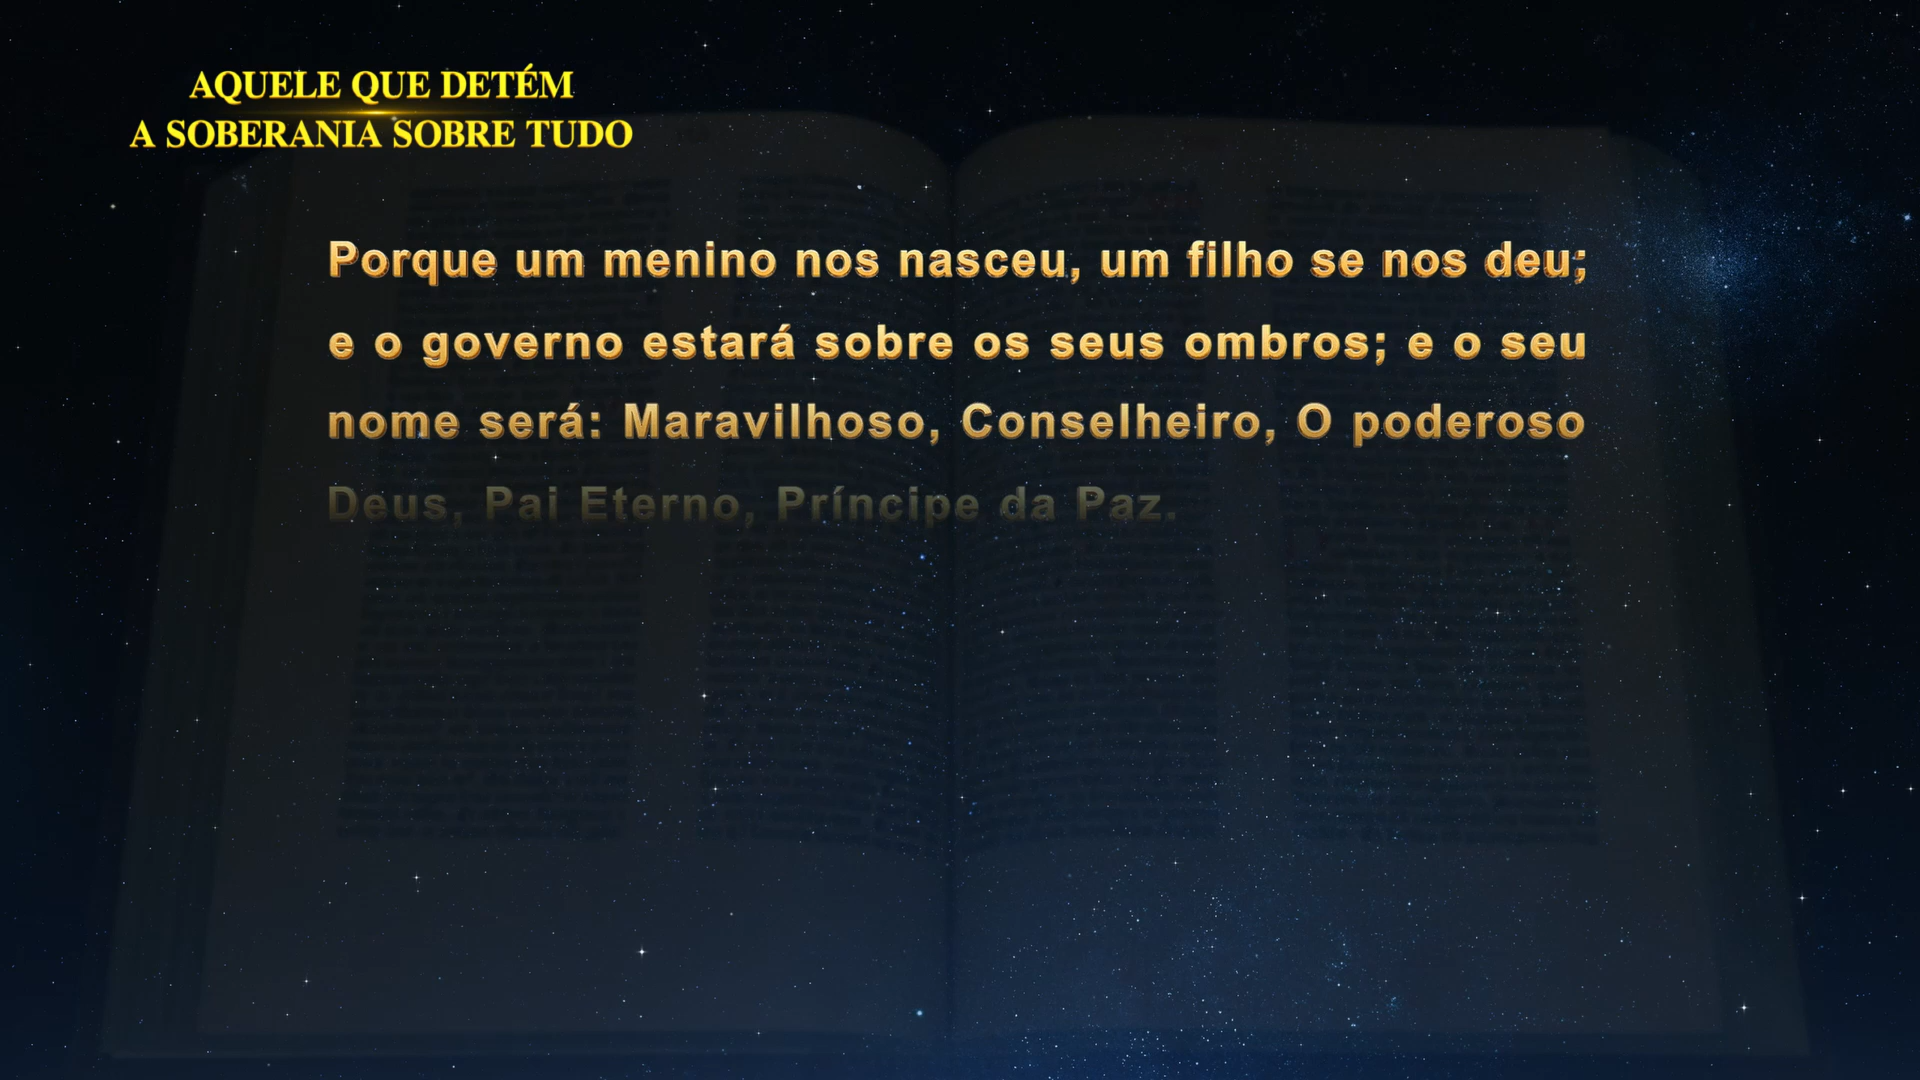 AQUELE QUE DETÉM
A SOBERANIA SOBRE TUDO
Porque um menino nos nasceu, um filho se nos deu;
e o governo estará sobre os seus ombros; e o seu
nome será: Maravilhoso, Conselheiro, O poderoso
Deus, Pai Eterno, Príncipe da Paz.